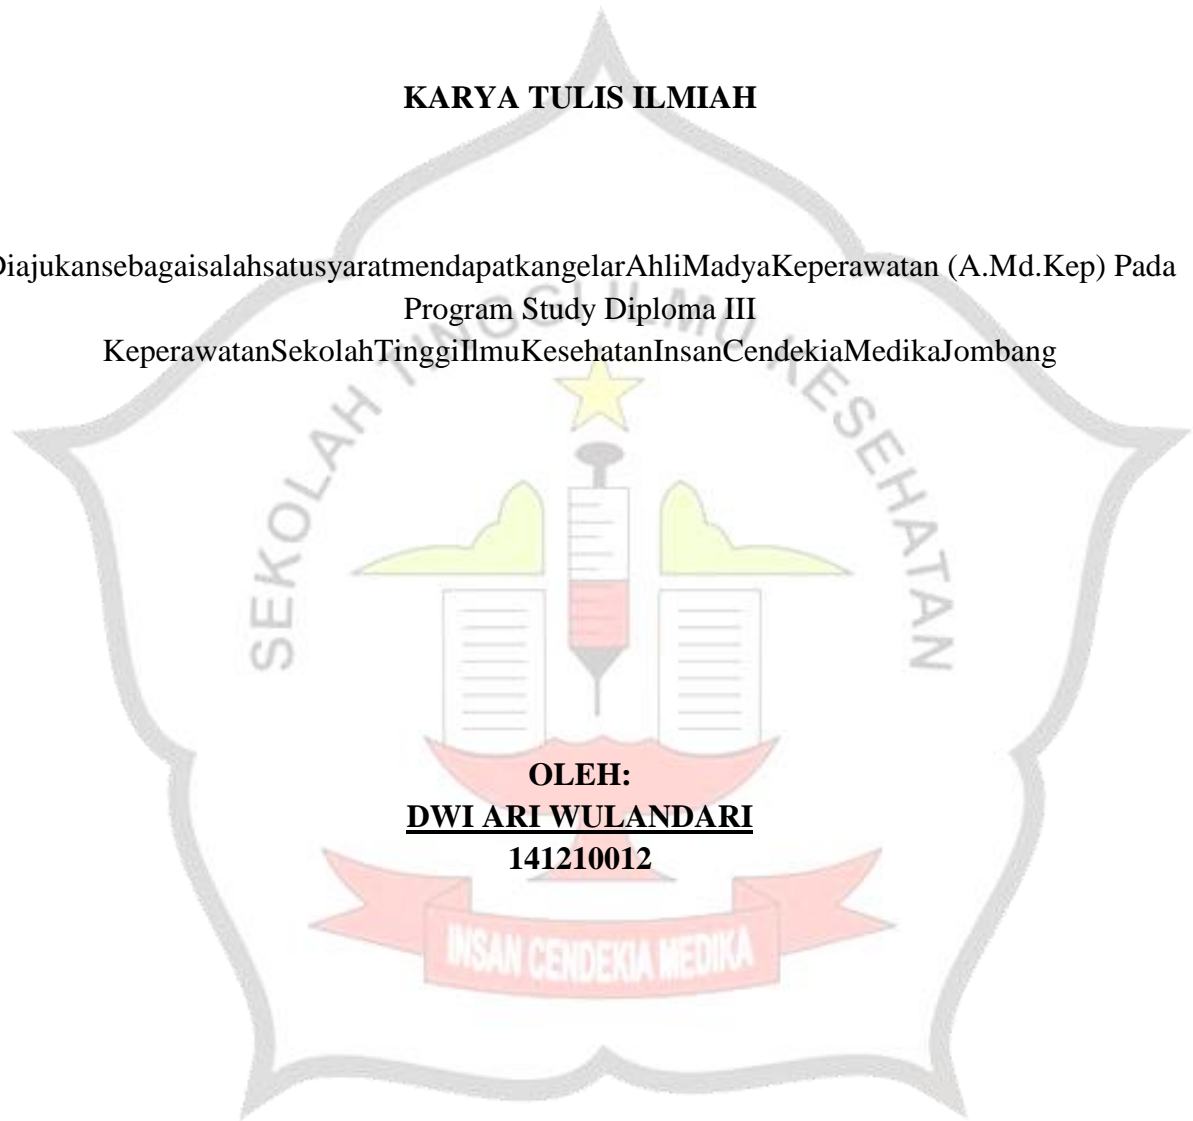 KARYA TULIS ILMIAH
Diajukansebagaisalahsatusyaratmendapatkangelar AhliMadyaKeperawatan (A.Md.Kep) Pada
Program Study Diploma III
KeperawatanSekolahTinggiIlmuKesehatanInsanCendekiaMedikaJombang
SEKOLAH TINGGI ILMU KESEHATAN
OLEH:
DWI ARI WULANDARI
141210012
INSAN CENDEKIA MEDIKA